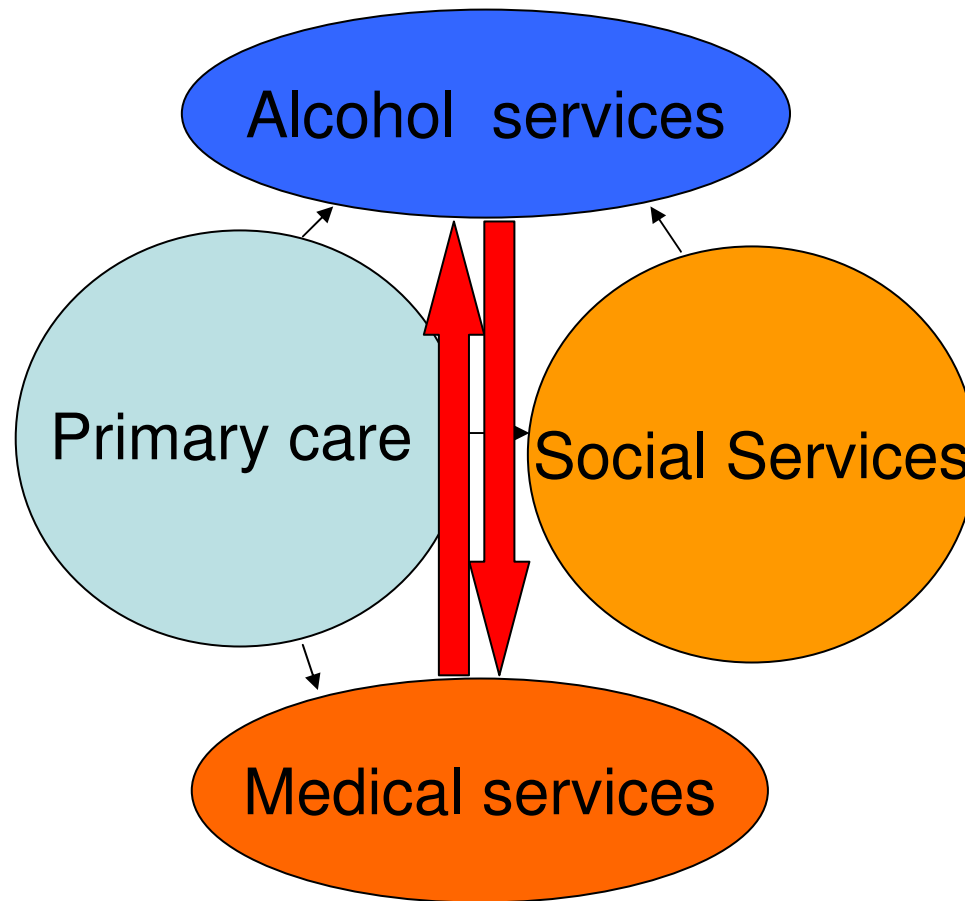 Alcohol  services
Primary care
Social Services
Medical services